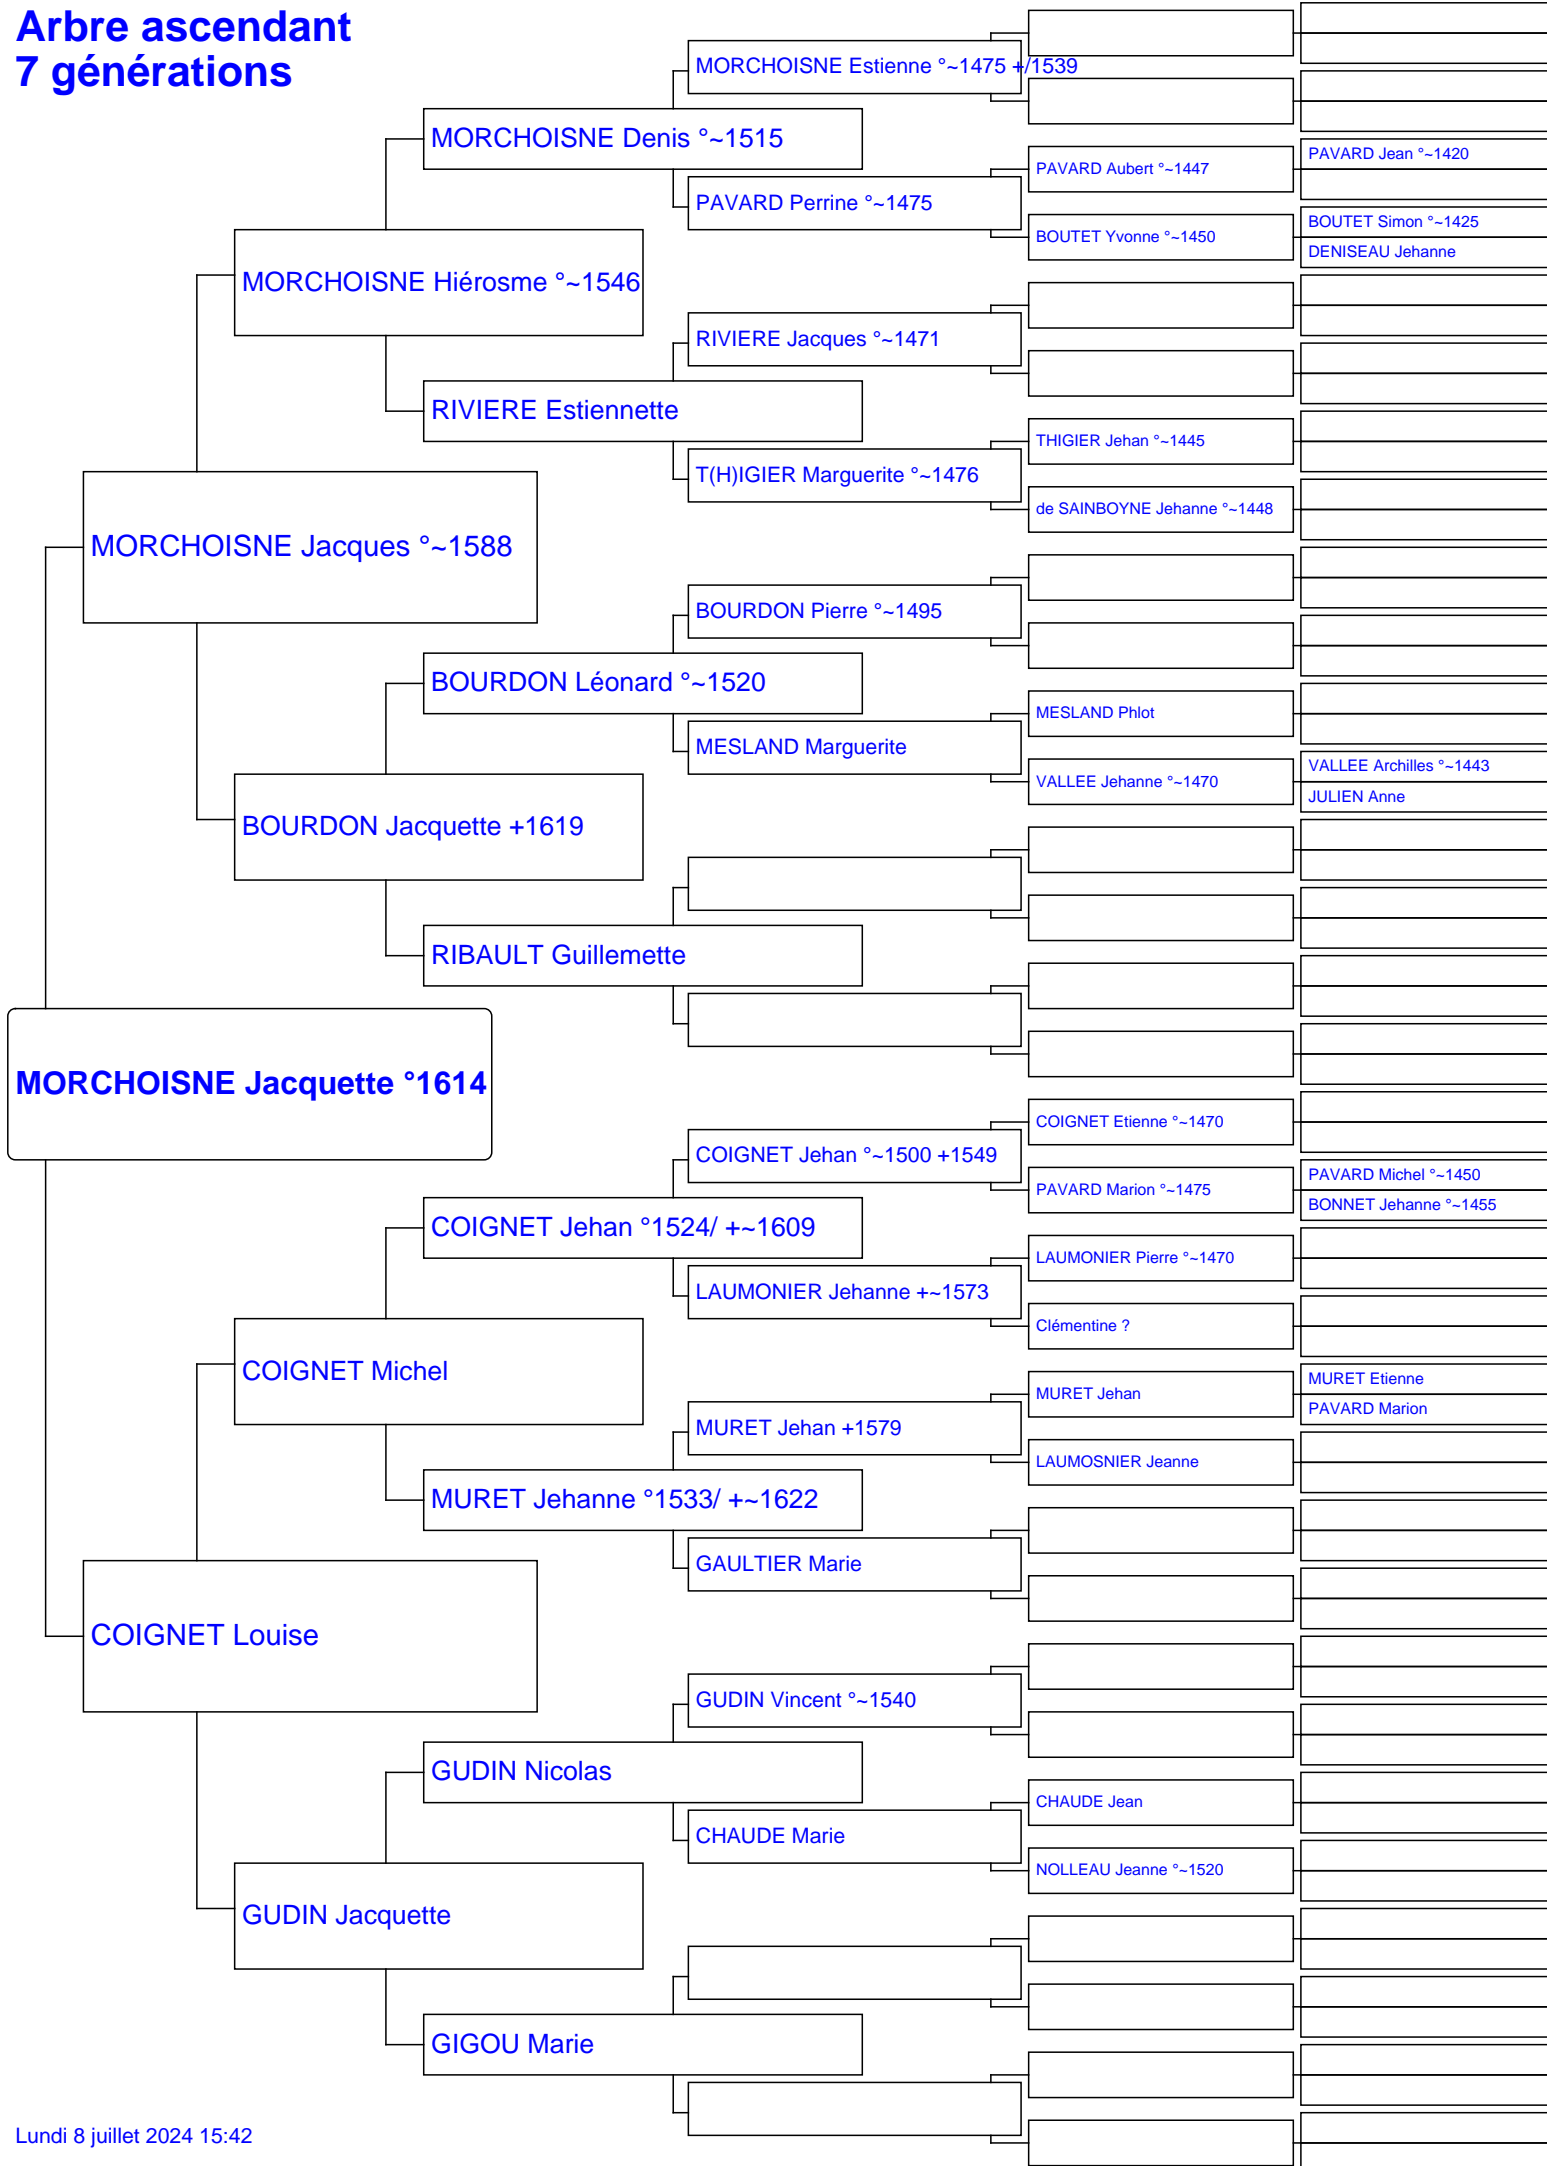 Arbre ascendant
7 générations
MORCHOISNE Estienne °~1475 +/1539
MORCHOISNE Denis °~1515
PAVARD Jean °~1420
PAVARD Aubert °~1447
PAVARD Perrine °~1475
BOUTET Simon °~1425
BOUTET Yvonne °~1450
DENISEAU Jehanne
MORCHOISNE Hiérosme °~1546
RIVIERE Jacques °~1471
RIVIERE Estiennette
THIGIER Jehan °~1445
T(H)IGIER Marguerite °~1476
de SAINBOYNE Jehanne °~1448
MORCHOISNE Jacques °~1588
BOURDON Pierre °~1495
BOURDON Léonard °~1520
MESLAND Phlot
MESLAND Marguerite
VALLEE Archilles °~1443
VALLEE Jehanne °~1470
JULIEN Anne
BOURDON Jacquette +1619
RIBAULT Guillemette
MORCHOISNE Jacquette °1614
COIGNET Etienne °~1470
COIGNET Jehan °~1500 +1549
PAVARD Michel °~1450
PAVARD Marion °~1475
BONNET Jehanne °~1455
COIGNET Jehan °1524/ +~1609
LAUMONIER Pierre °~1470
LAUMONIER Jehanne +~1573
Clémentine ?
COIGNET Michel
MURET Etienne
MURET Jehan
PAVARD Marion
MURET Jehan +1579
LAUMOSNIER Jeanne
MURET Jehanne °1533/ +~1622
GAULTIER Marie
COIGNET Louise
GUDIN Vincent °~1540
GUDIN Nicolas
CHAUDE Jean
CHAUDE Marie
NOLLEAU Jeanne °~1520
GUDIN Jacquette
GIGOU Marie
Lundi 8 juillet 2024 15:42